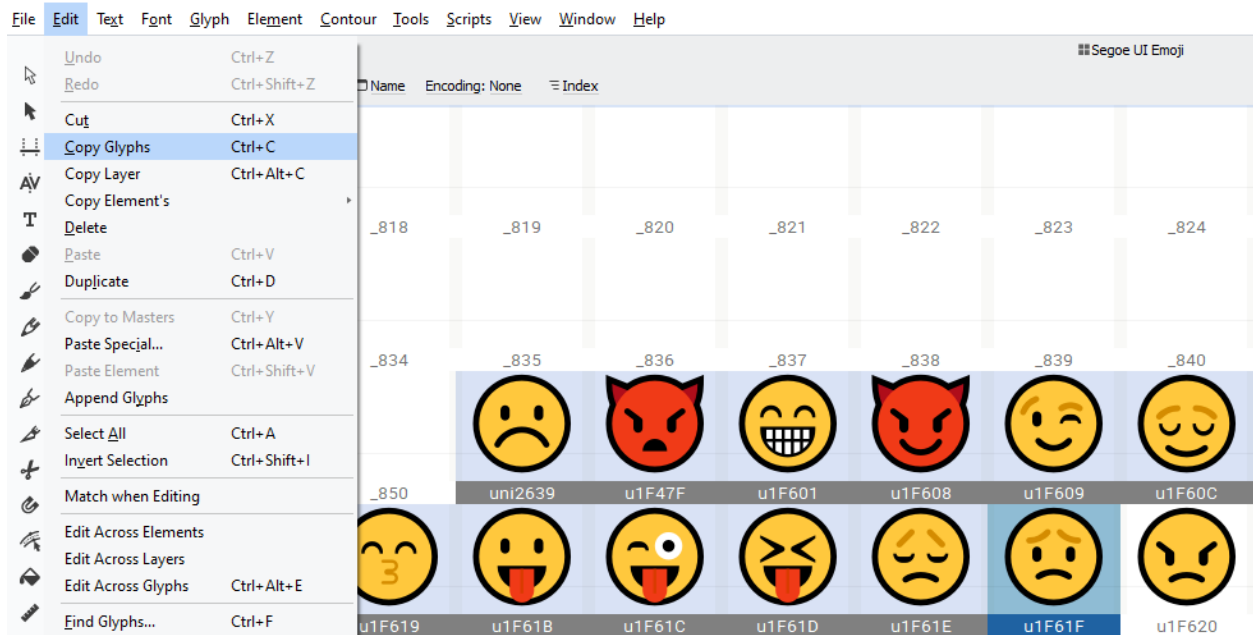 File Edit Text Font Glyph Element Contour Tools Scripts View Window Help
Segoe UI Emoji
Name Encoding: None Index
Undo Ctrl+Z
Redo Ctrl+Shift+Z
Cut Ctrl+X
Copy Glyphs Ctrl+C
Copy Layer Ctrl+Alt+C
Copy Element's
Delete
Paste Ctrl+V
Duplicate Ctrl+D
Copy to Masters Ctrl+Y
Paste Special... Ctrl+Alt+V
Paste Element Ctrl+Shift+V
Append Glyphs
Select All Ctrl+A
Invert Selection Ctrl+Shift+I
Match when Editing
Edit Across Elements
Edit Across Layers
Edit Across Glyphs Ctrl+Alt+E
Find Glyphs... Ctrl+F
_818 _819 _820 _821 _822 _823 _824
_834 _835 _836 _837 _838 _839 _840
_850 uni2639 u1F47F u1F601 u1F608 u1F609 u1F60C
u1F619 u1F61B u1F61C u1F61D u1F61E u1F61F u1F620